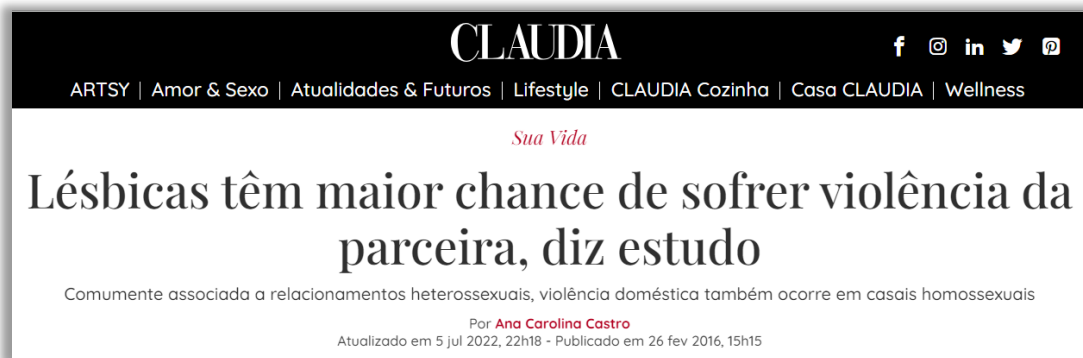 CLAUDIA
ARTSY | Amor & Sexo | Atualidades & Futuros | Lifestyle | CLAUDIA Cozinha | Casa CLAUDIA | Wellness
Sua Vida
Lésbicas têm maior chance de sofrer violência da
parceira, diz estudo
Comumente associada a relacionamentos heterossexuais, violência doméstica também ocorre em casais homossexuais
Por Ana Carolina Castro
Atualizado em 5 jul 2022, 22h18 - Publicado em 26 fev 2016, 15h15